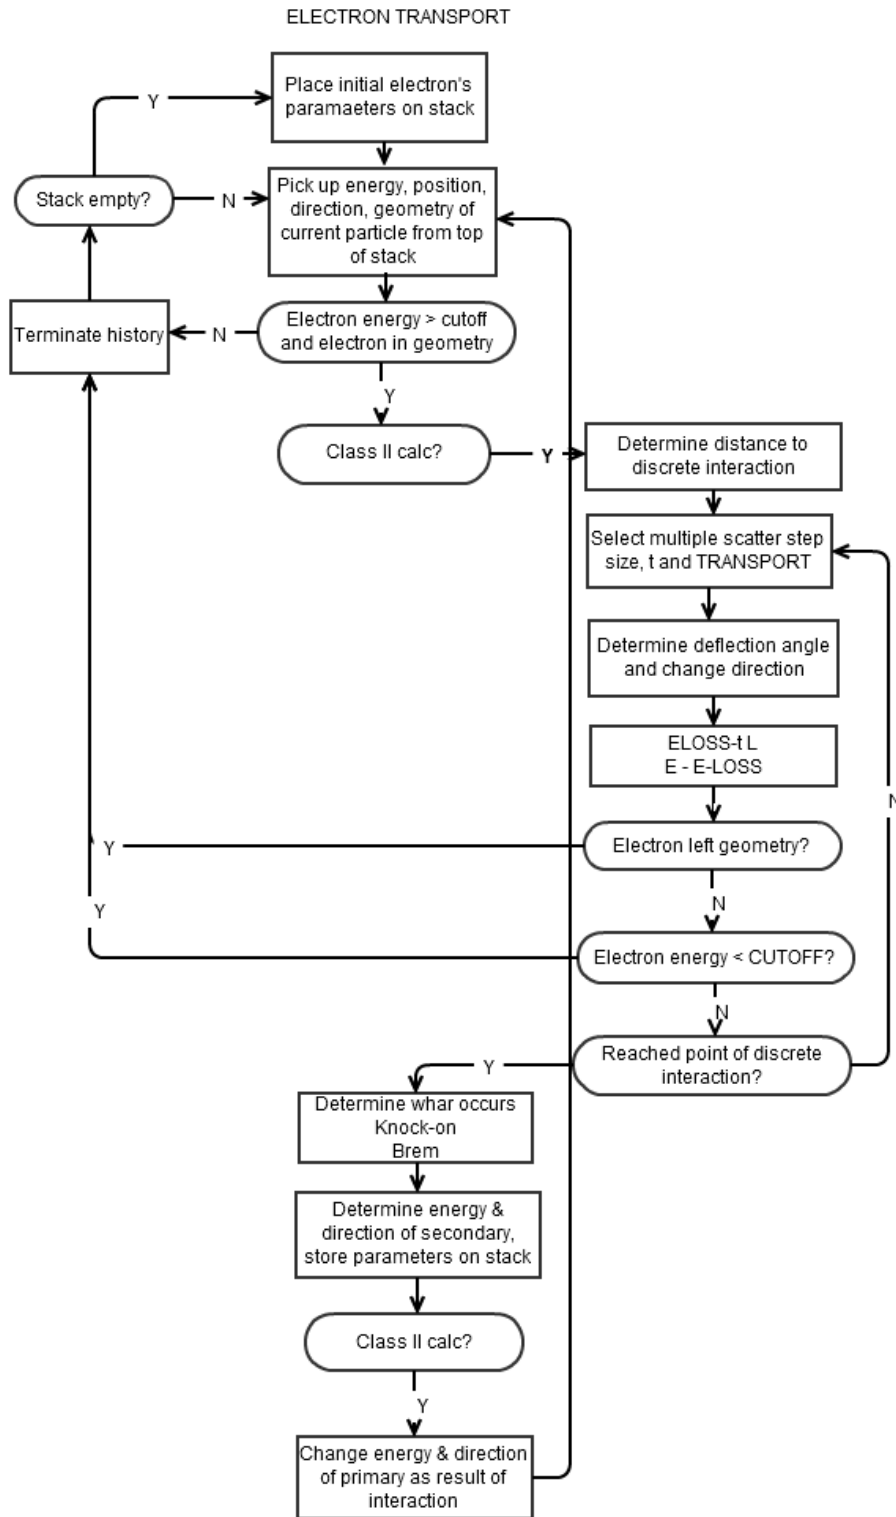 ELECTRON TRANSPORT
Place initial electron's
paramaeters on stack
Y
Stack empty?
N
Pick up energy, position,
direction, geometry of
current particle from top
of stack
Terminate history
N
Electron energy > cutoff
and electron in geometry
Y
Class II calc?
Y
Determine distance to
discrete interaction
Select multiple scatter step
size, t and TRANSPORT
Determine deflection angle
and change direction
ELOSS-t L
E - E-LOSS
N
Electron left geometry?
Y
N
Y
Electron energy < CUTOFF?
N
Reached point of discrete
interaction?
Y
Determine whar occurs
Knock-on
Brem
Determine energy &
direction of secondary,
store parameters on stack
Class II calc?
Y
Change energy & direction
of primary as result of
interaction